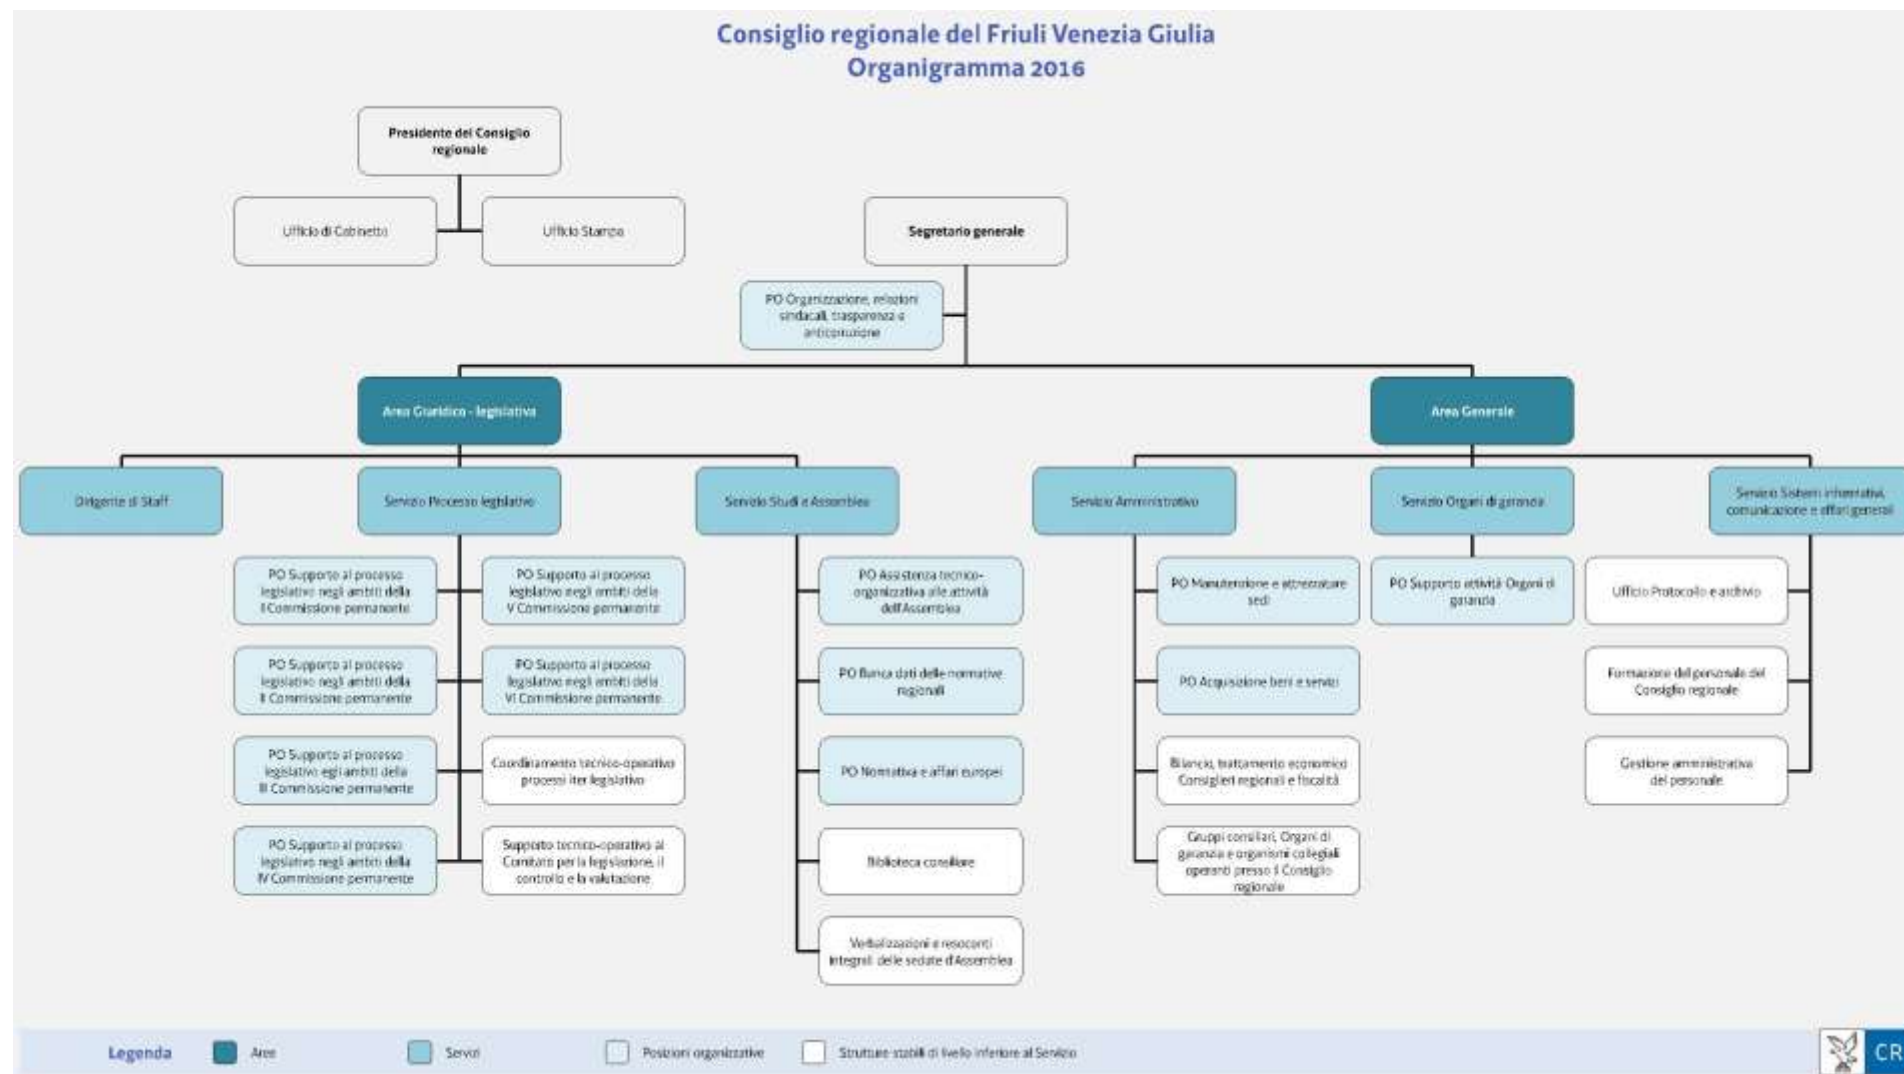 Consiglio regionale del Friuli Venezia Giulia
Organigramma 2016
Presidente del Consiglio
regionale
Ufficio di Gabinetto
Ufficio Stampa
Segretario generale
PO Organizzazione, relazioni
sindacali, trasparenza e
anticorruzione
Area Giuridico - legislativa
Area Generale
Dirigente di Staff
Servizio Processo legislativo
Servizio Studi e Assemblea
Servizio Amministrativo
Servizio Organi di garanzia
Servizio Sistemi informativi,
comunicazione e affari generali
PO Supporto al processo
legislativo negli ambiti della
I Commissione permanente
PO Supporto al processo
legislativo negli ambiti della
V Commissione permanente
PO Assistenza tecnico-
organizzativa alle attività
dell'Assemblea
PO Manutenzione e attrezzature
sedi
PO Supporto attività Organi di
garanzia
Ufficio Protocollo e archivio
PO Supporto al processo
legislativo negli ambiti della
II Commissione permanente
PO Supporto al processo
legislativo negli ambiti della
VI Commissione permanente
PO Banca dati delle normative
regionali
PO Acquisizione beni e servizi
Formazione del personale del
Consiglio regionale
PO Supporto al processo
legislativo egli ambiti della
III Commissione permanente
Coordinamento tecnico-operativo
processi iter legislativo
PO Normativa e affari europei
Bilancio, trattamento economico
Consiglieri regionali e fiscalità
Gestione amministrativa
del personale
PO Supporto al processo
legislativo negli ambiti della
IV Commissione permanente
Supporto tecnico-operativo al
Comitato per la legislazione, il
controllo e la valutazione
Biblioteca consiliare
Gruppi consiliari, Organi di
garanzia e organismi collegiali
operanti presso il Consiglio
regionale
Verbalizzazioni e resoconti
integrali delle sedute d'Assemblea
Legenda
Aree
Servizi
Posizioni organizzative
Strutture stabili di livello inferiore al Servizio
CR